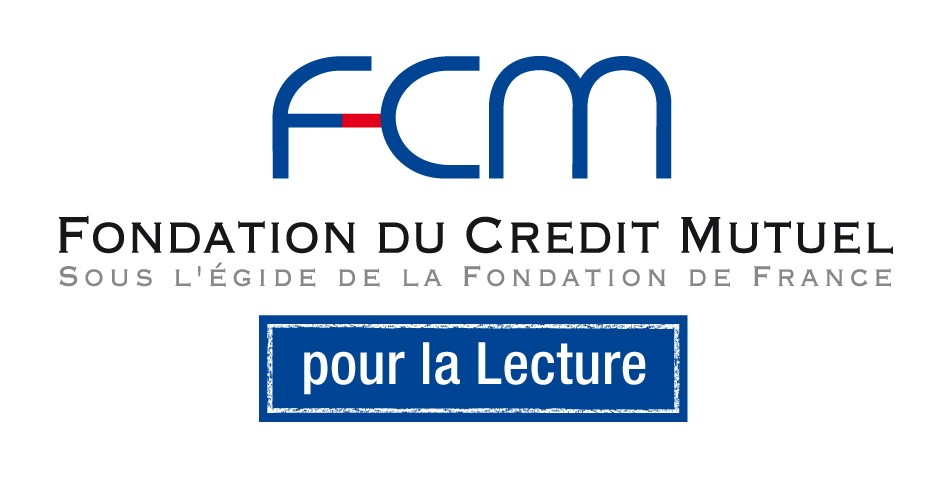 FCM
FONDATION DU CREDIT MUTUEL
SOUS L'ÉGIDE DE LA FONDATION DE FRANCE
pour la Lecture